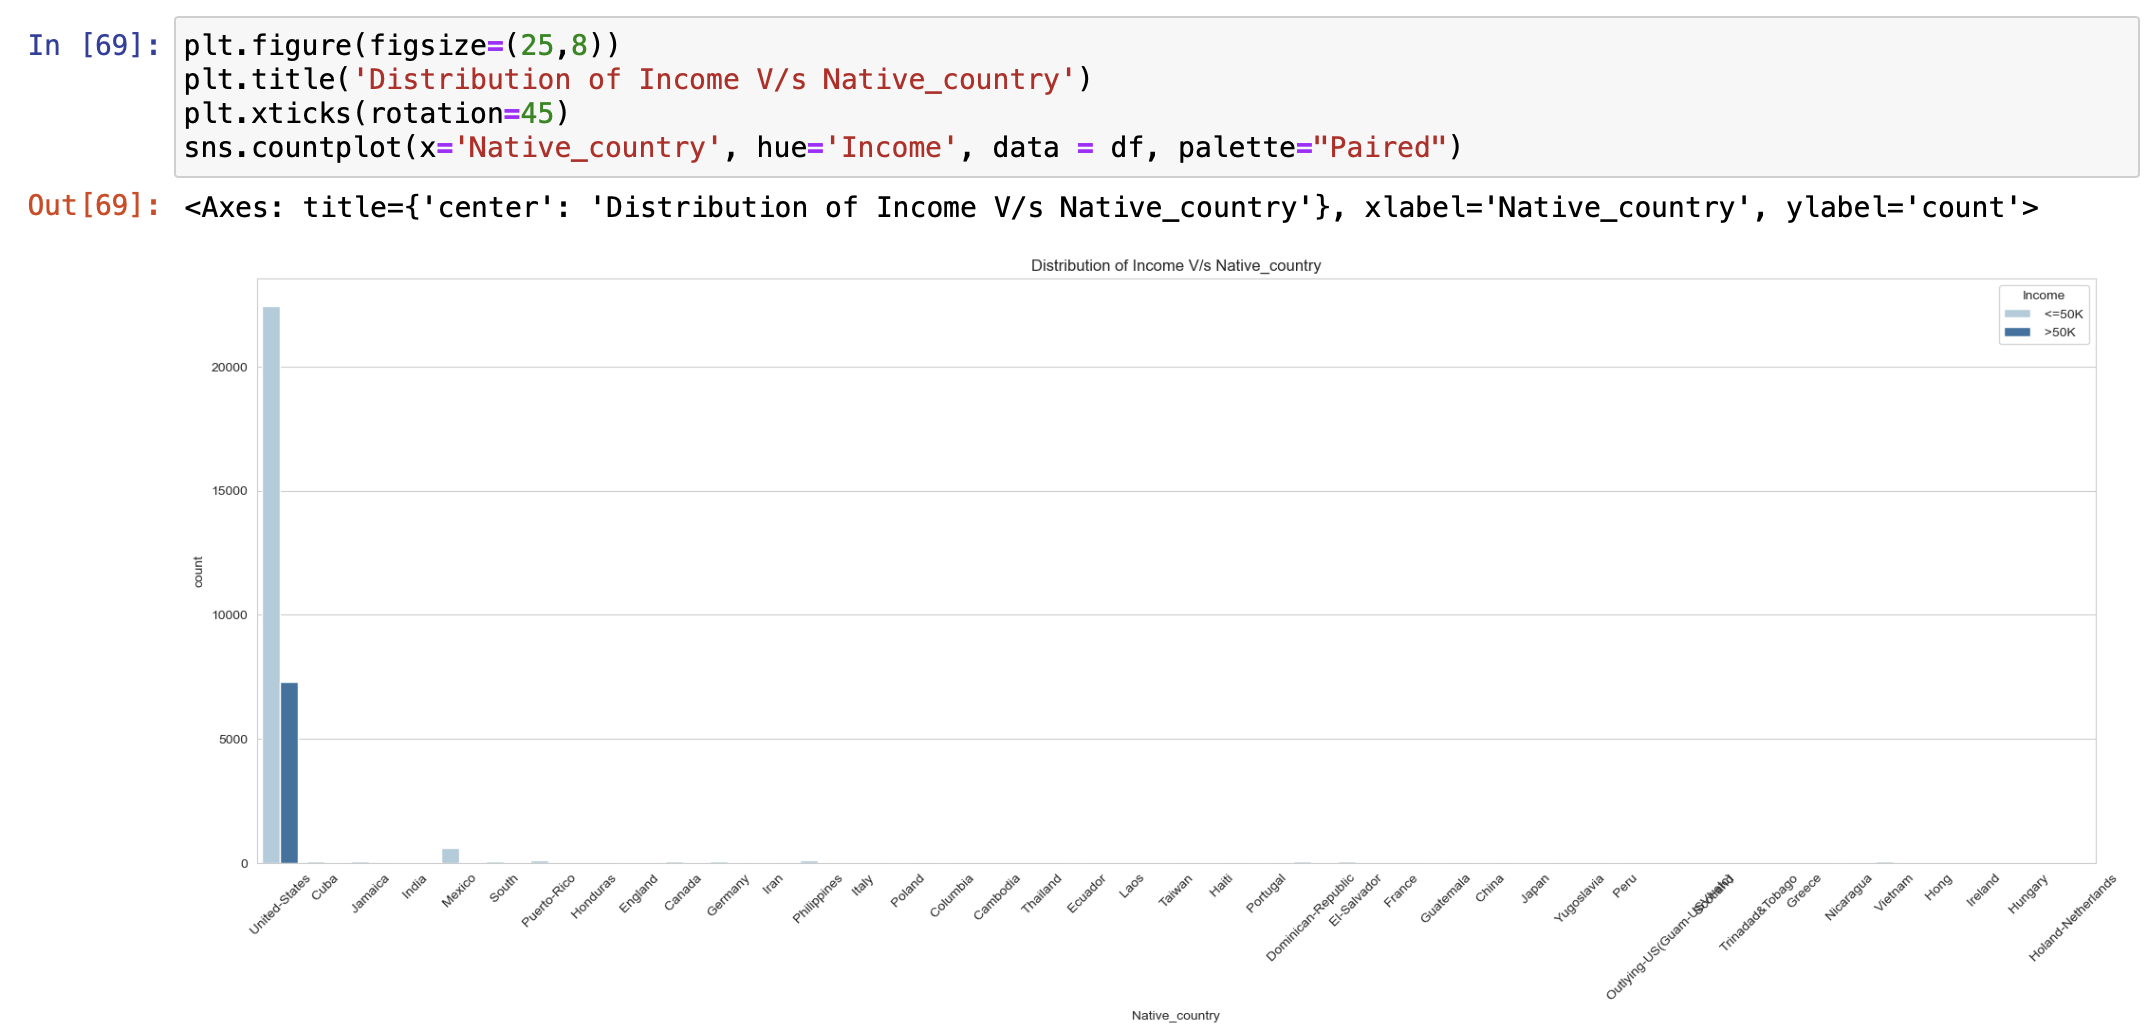 In [69]:
plt.figure(figsize=(25,8))
plt.title('Distribution of Income V/s Native_country')
plt.xticks(rotation=45)
sns.countplot(x='Native_country', hue='Income', data = df, palette="Paired")
Out[69]:
<Axes: title={'center': 'Distribution of Income V/s Native_country'}, xlabel='Native_country', ylabel='count'>
Distribution of Income V/s Native_country
Income
<=50K
>50K
20000
15000
10000
5000
0
count
United-States
Cuba
Jamaica
India
Mexico
South
Puerto-Rico
Honduras
England
Canada
Germany
Iran
Philippines
Italy
Poland
Columbia
Cambodia
Thailand
Ecuador
Laos
Taiwan
Haiti
Portugal
Dominican-Republic
El-Salvador
France
Guatemala
China
Japan
Yugoslavia
Peru
Trinadad&Tobago
Greece
Nicaragua
Vietnam
Hong
Ireland
Hungary
Holand-Netherlands
Native_country